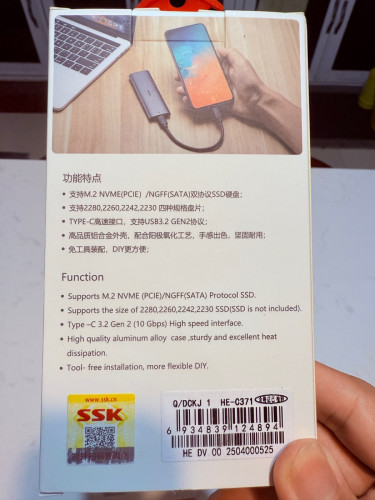 功能特点
• 支持M.2 NVME(PCIE) /NGFF(SATA)双协议SSD硬盘;
• 支持2280,2260,2242,2230 四种规格盘片;
• TYPE-C高速接口，支持USB3.2 GEN2协议;
• 高品质铝合金外壳，配合阳极氧化工艺，手感出色，坚固耐用;
• 免工具装配，DIY更方便;
Function
• Supports M.2 NVME (PCIE)/NGFF(SATA) Protocol SSD.
• Supports the size of 2280,2260,2242,2230 SSD(SSD is not included).
• Type –C 3.2 Gen 2 (10 Gbps) High speed interface.
• High quality aluminum alloy case ,sturdy and excellent heat
dissipation.
• Tool- free installation, more flexible DIY.
www.ssk.cn
SSK
Q/DCKJ 1 HE-C371
6 934839 124894
HE DV 00 2504000525